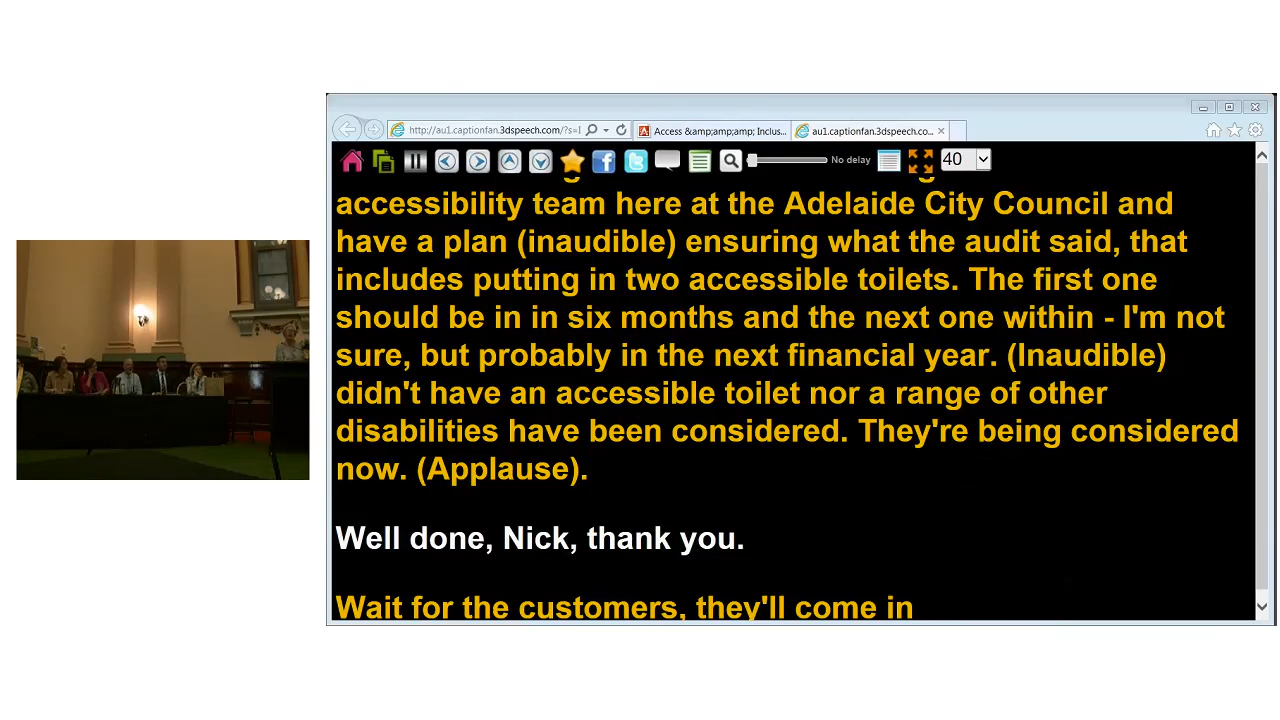 http://au1.captionfan.3dspeech.com/?s=I
Access &amp;amp;amp; Inclus...
au1.captionfan.3dspeech.co...
No delay
40
accessibility team here at the Adelaide City Council and
have a plan (inaudible) ensuring what the audit said, that
includes putting in two accessible toilets. The first one
should be in in six months and the next one within - I'm not
sure, but probably in the next financial year. (Inaudible)
didn't have an accessible toilet nor a range of other
disabilities have been considered. They're being considered
now. (Applause).
Well done, Nick, thank you.
Wait for the customers, they'll come in